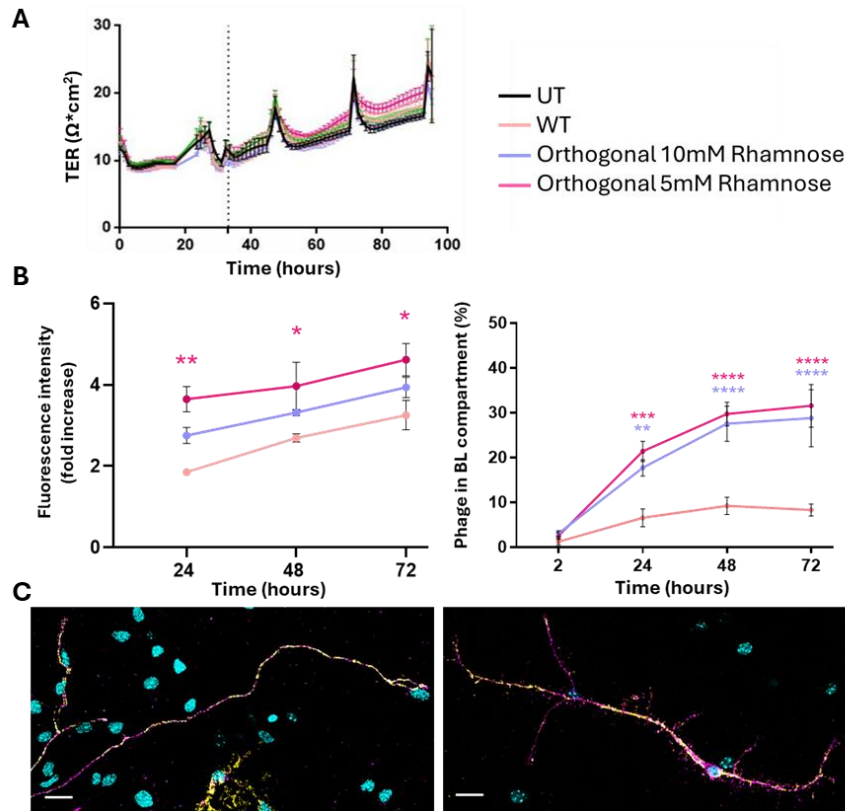 A
30
20
10
0
TER (Ω*cm²)
0 20 40 60 80 100
Time (hours)
UT
WT
Orthogonal 10mM Rhamnose
Orthogonal 5mM Rhamnose
B
6
4
2
0
Fluorescence intensity
(fold increase)
** * *
24 48 72
Time (hours)
50
40
30
20
10
0
Phage in BL compartment (%)
*** **** ****
** **** ****
2 24 48 72
Time (hours)
C